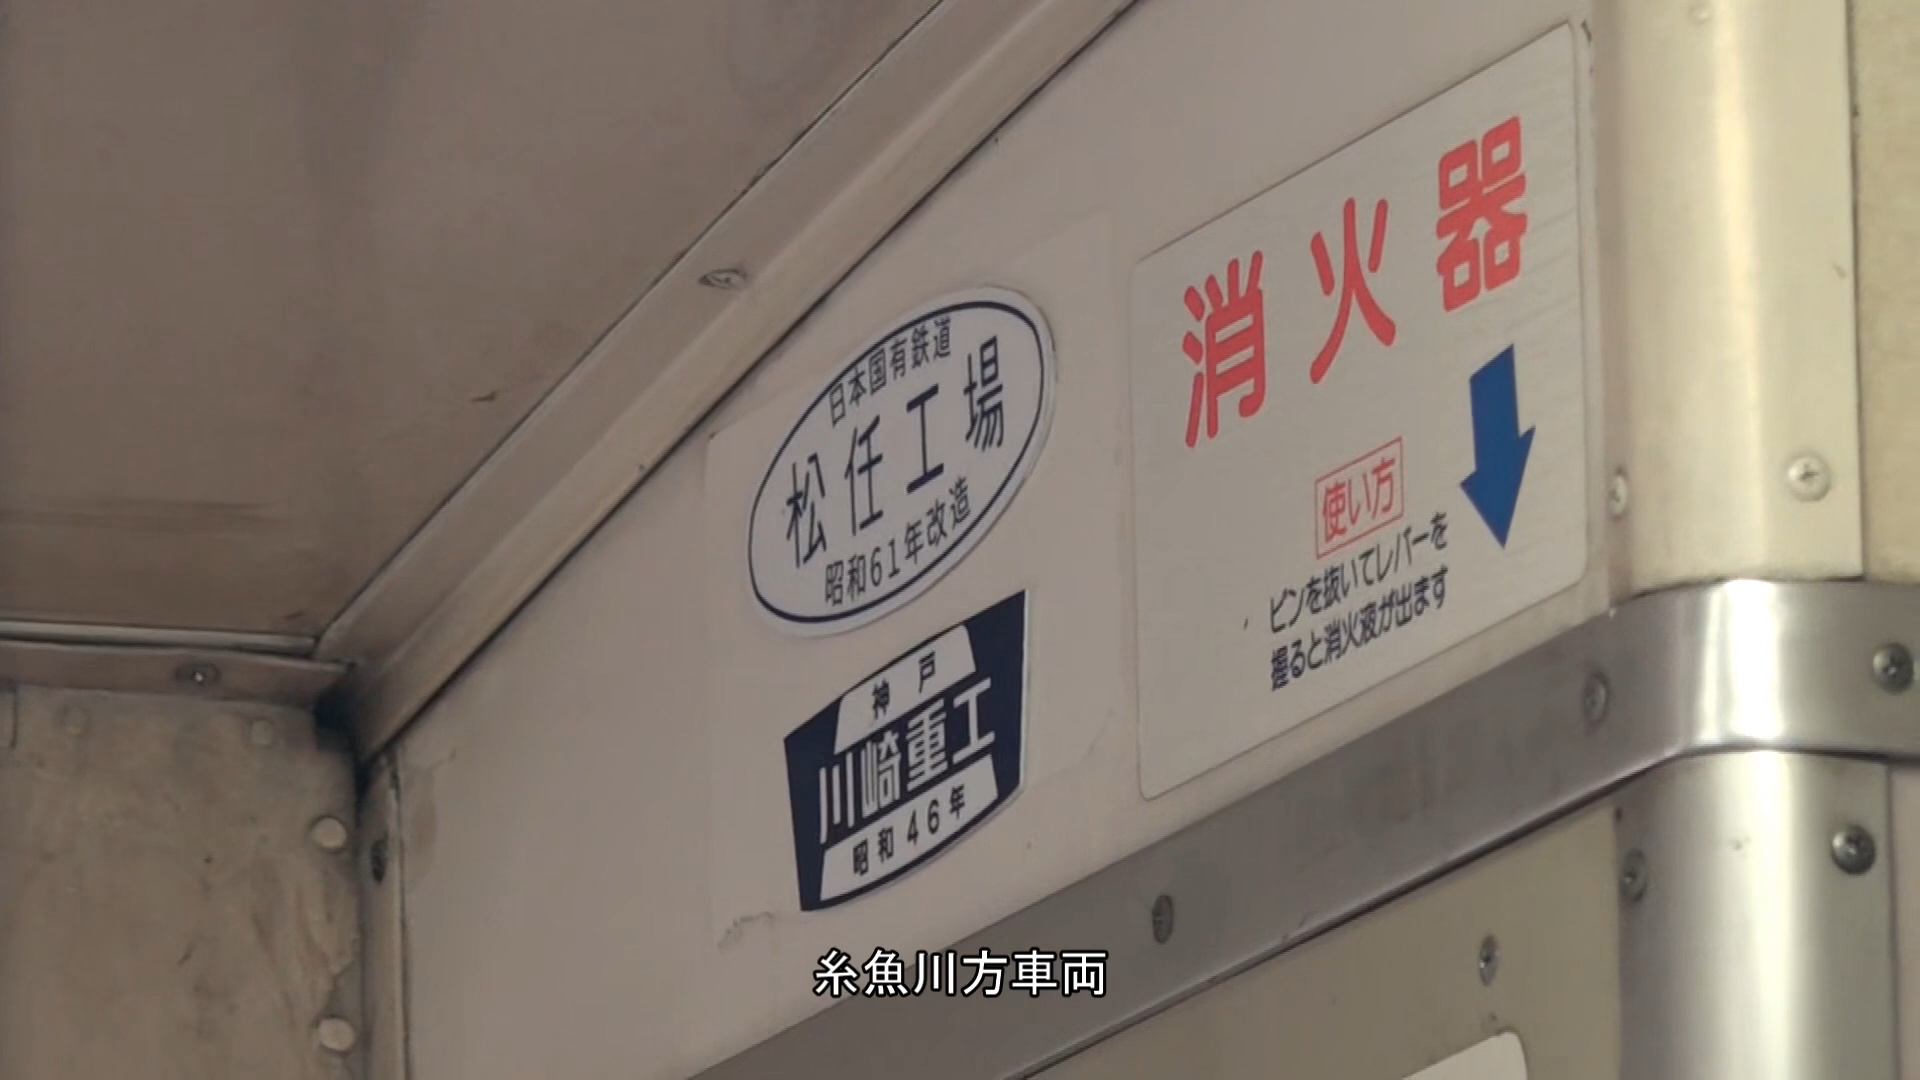 日本国有鉄道
松任工場
昭和61年改造
神戸
川崎重工
昭和46年
消火器
使い方
ピンを抜いてレバーを
握ると消火液が出ます
糸魚川方車両